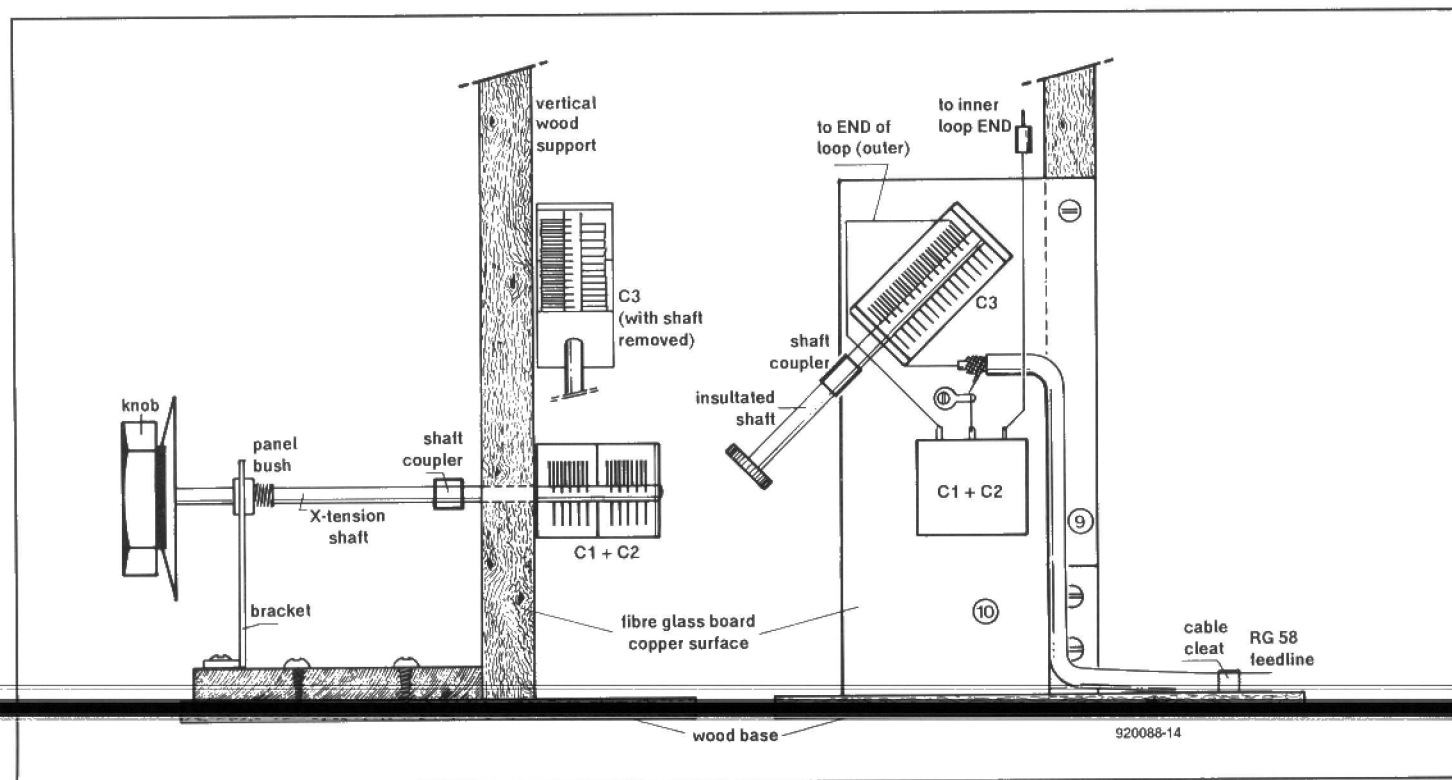 vertical
wood
support
C3
(with shaft
removed)
knob
panel
bush
shaft
coupler
X-tension
shaft
C1 + C2
bracket
fibre glass board
copper surface
wood base
to END of
loop (outer)
to inner
loop END
C3
shaft
coupler
insultated
shaft
C1 + C2
9
10
cable
cleat
RG 58
feedline
920088-14